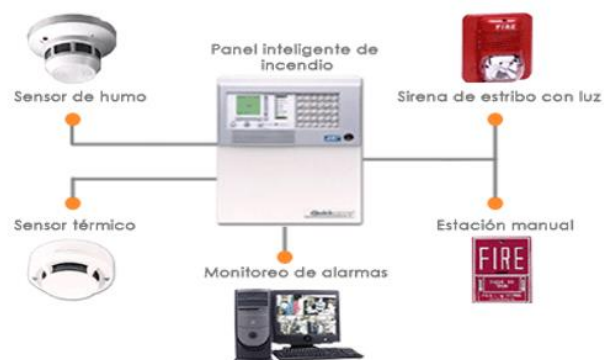 Panel inteligente de
incendio
FIRE
Sensor de humo
Sirena de estribo con luz
Sensor térmico
Estación manual
FIRE
Monitoreo de alarmas